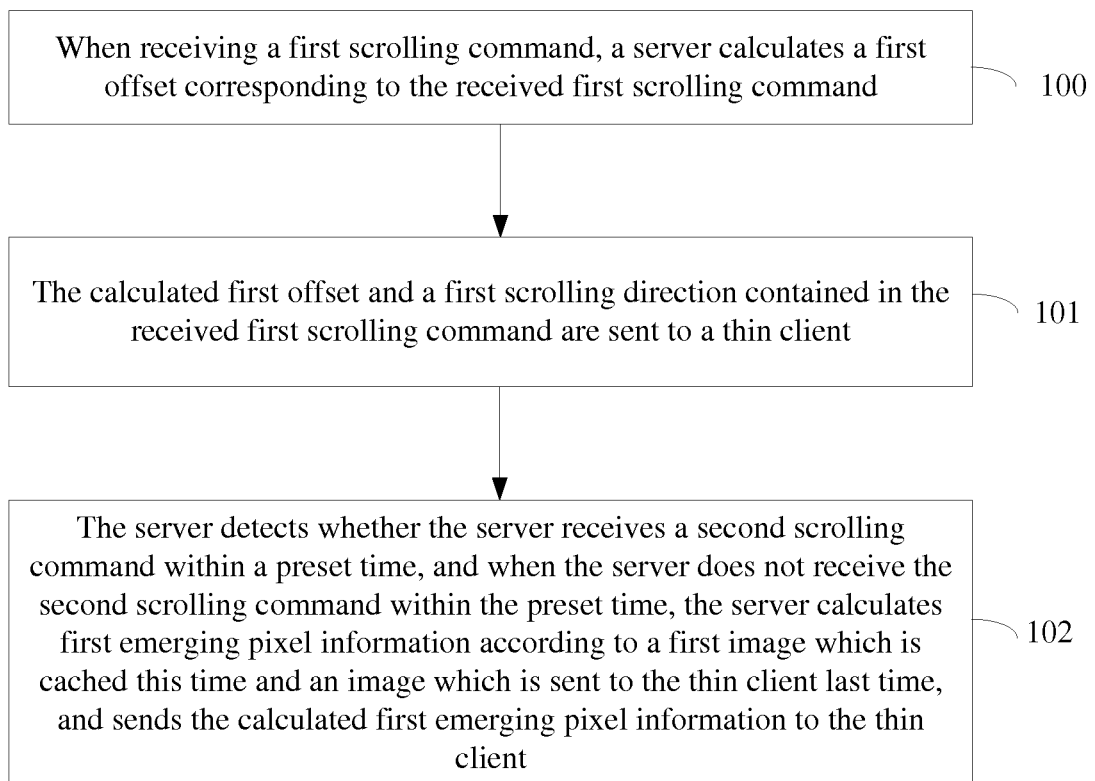 When receiving a first scrolling command, a server calculates a first
offset corresponding to the received first scrolling command
100
The calculated first offset and a first scrolling direction contained in the
received first scrolling command are sent to a thin client
101
The server detects whether the server receives a second scrolling
command within a preset time, and when the server does not receive the
second scrolling command within the preset time, the server calculates
first emerging pixel information according to a first image which is
cached this time and an image which is sent to the thin client last time,
and sends the calculated first emerging pixel information to the thin
client
102